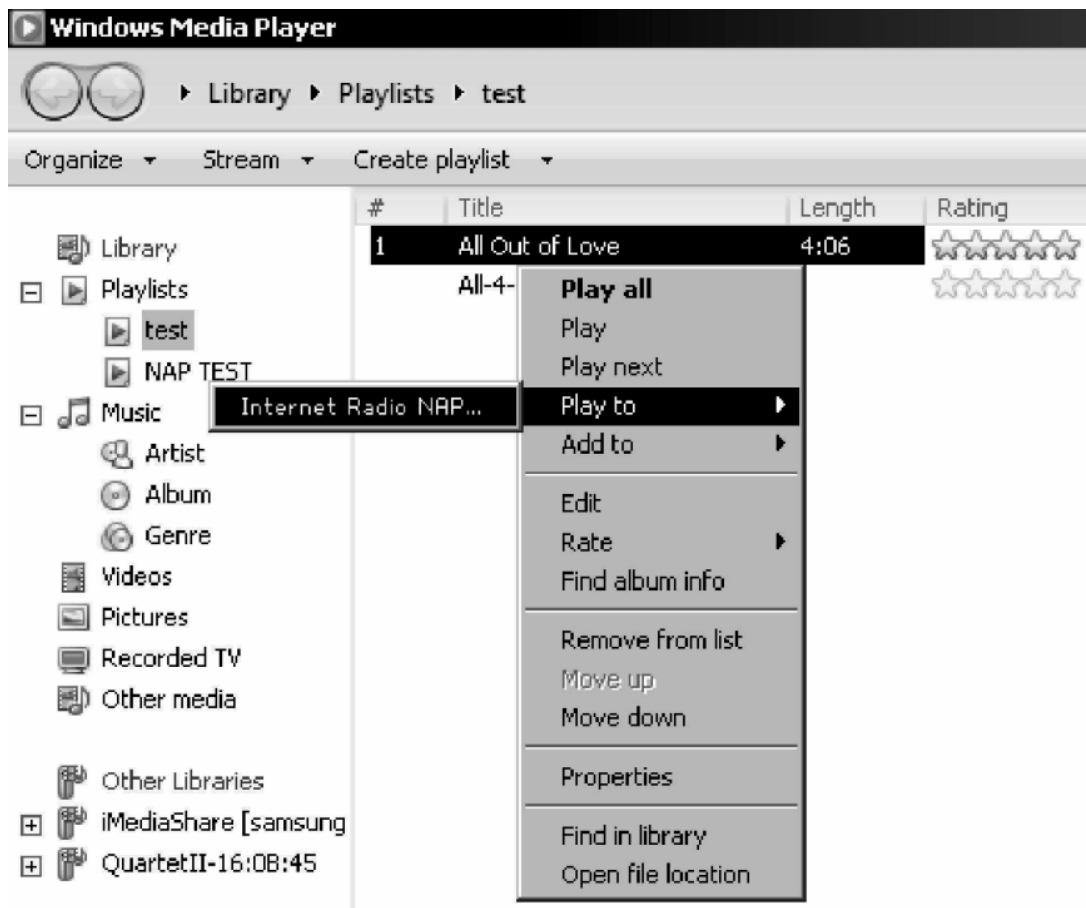 Windows Media Player
Library Playlists test
Organize Stream Create playlist
# Title Length Rating
1 All Out of Love 4:06
All-4-
Library
Playlists
test
NAP TEST
Music
Artist
Album
Genre
Videos
Pictures
Recorded TV
Other media
Other Libraries
iMediaShare [samsung
QuartetII-16:0B:45
Internet Radio NAP...
Play all
Play
Play next
Play to
Add to
Edit
Rate
Find album info
Remove from list
Move up
Move down
Properties
Find in library
Open file location